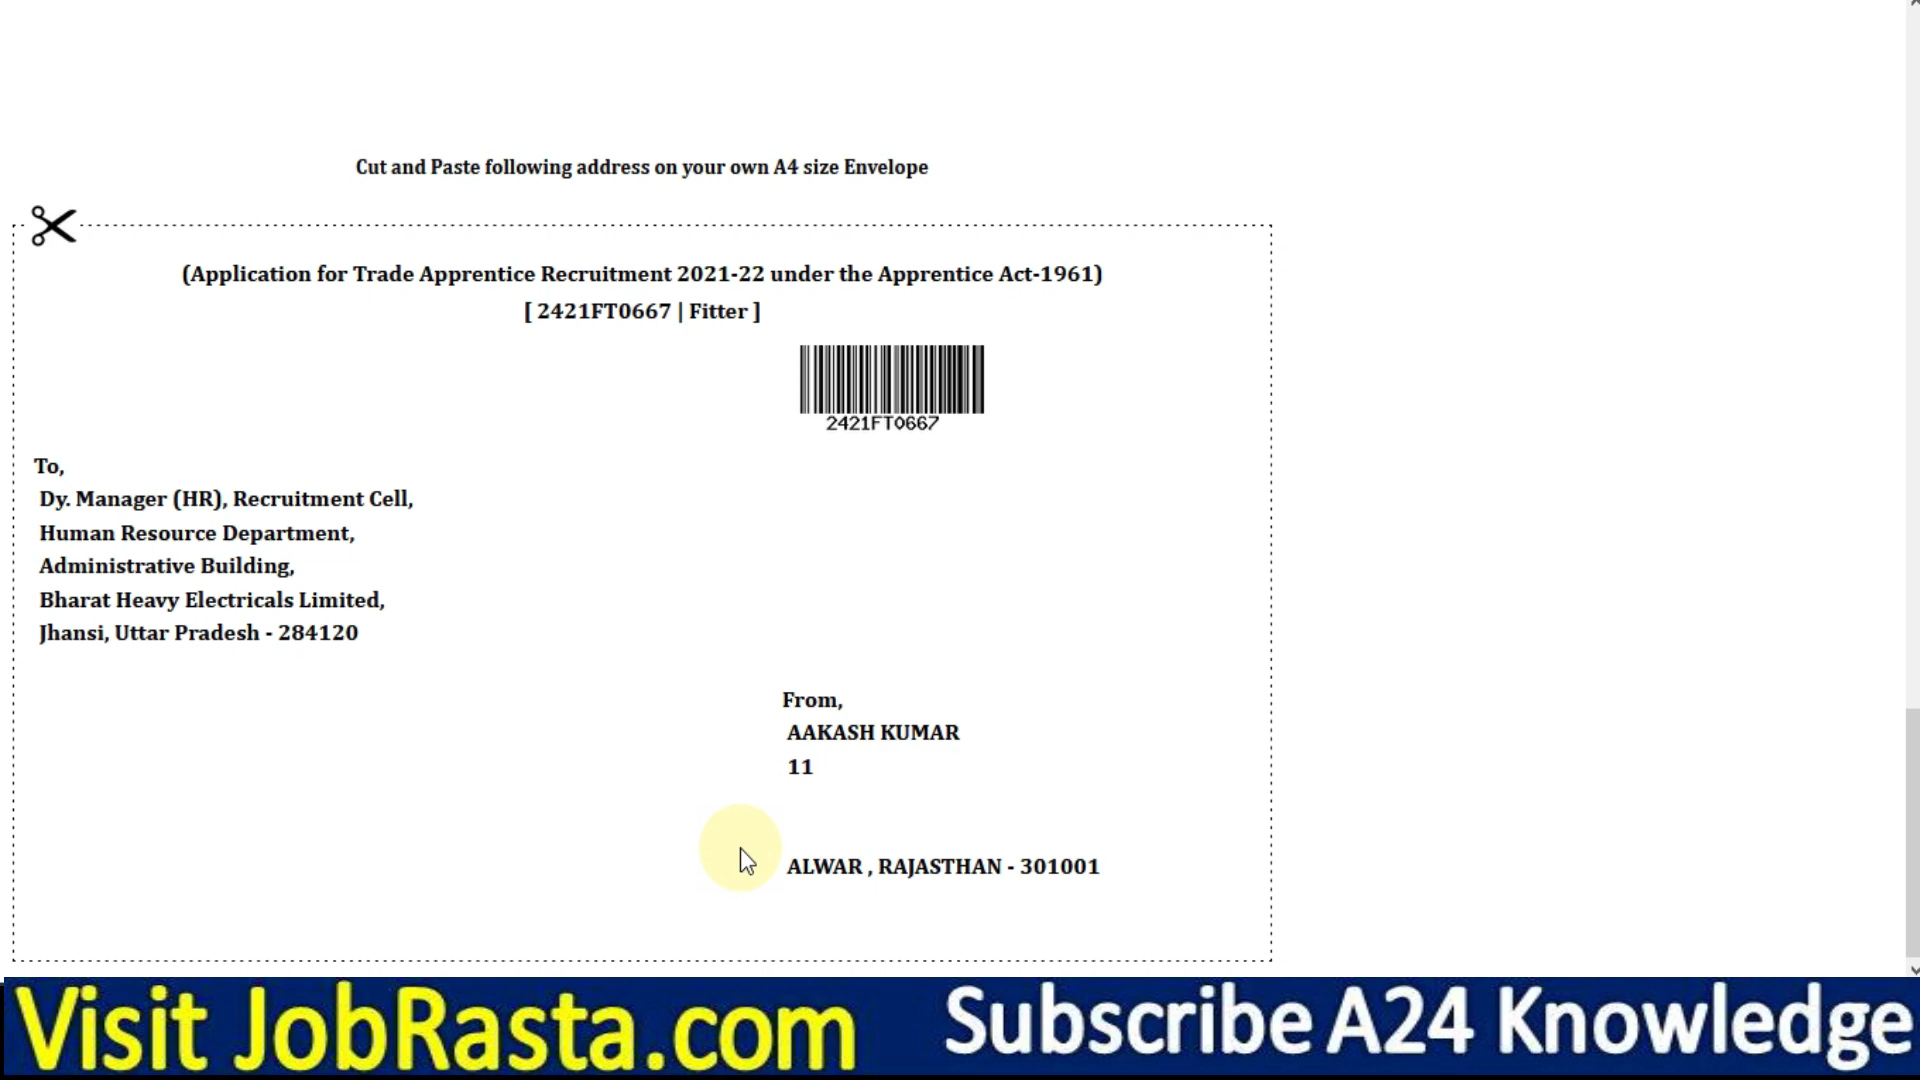 Cut and Paste following address on your own A4 size Envelope
(Application for Trade Apprentice Recruitment 2021-22 under the Apprentice Act-1961)
[ 2421FT0667 | Fitter ]
2421FT0667
To,
Dy. Manager (HR), Recruitment Cell,
Human Resource Department,
Administrative Building,
Bharat Heavy Electricals Limited,
Jhansi, Uttar Pradesh - 284120
From,
AAKASH KUMAR
11
ALWAR , RAJASTHAN - 301001
Visit JobRasta.com
Subscribe A24 Knowledge